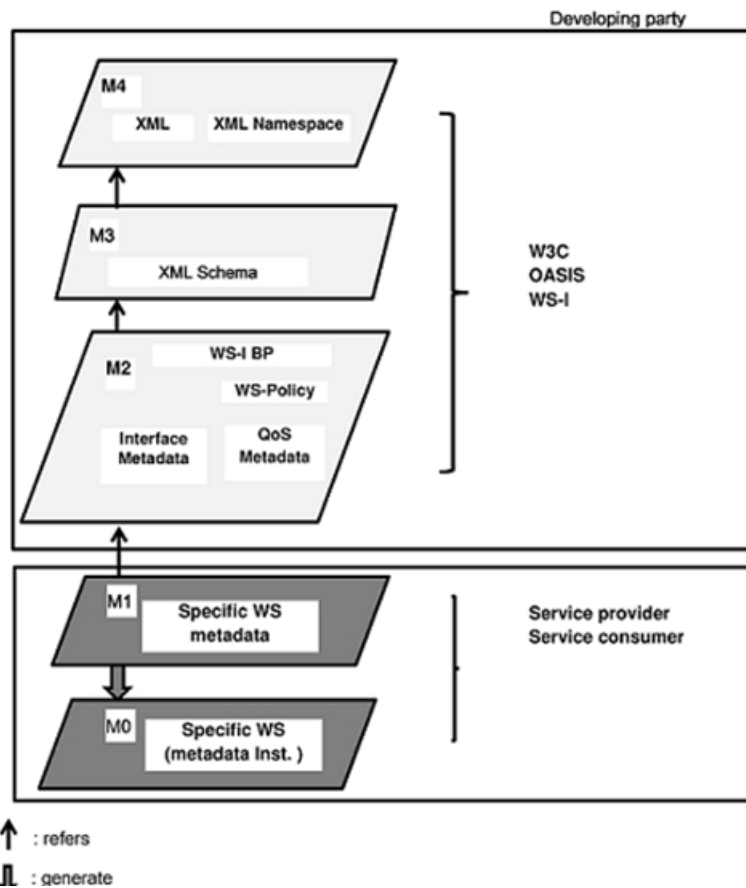 Developing party
M4
XML
XML Namespace
M3
XML Schema
W3C
OASIS
WS-I
M2
WS-I BP
WS-Policy
Interface
Metadata
QoS
Metadata
M1
Specific WS
metadata
Service provider
Service consumer
M0
Specific WS
(metadata Inst. )
: refers
: generate